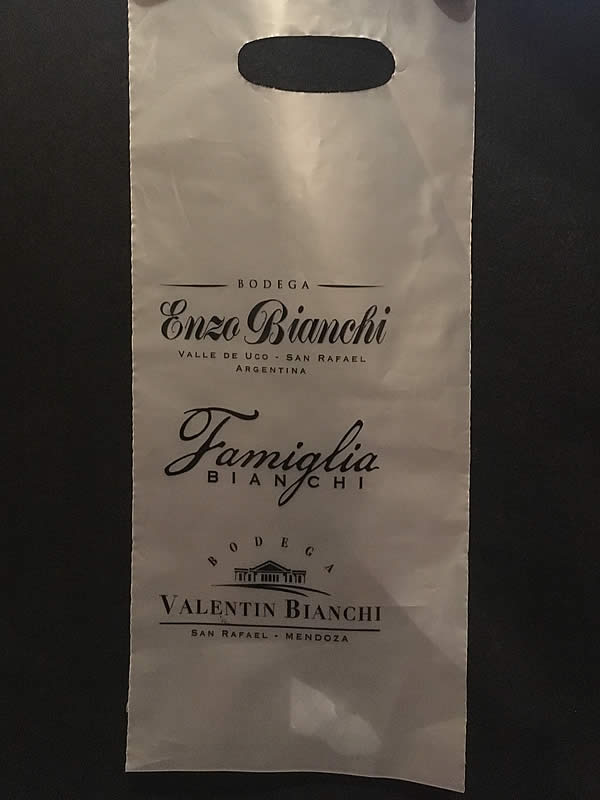 BODEGA
Enzo Bianchi
VALLE DE UCO - SAN RAFAEL
ARGENTINA
Famiglia
BIANCHI
BODEGA
VALENTIN BIANCHI
SAN RAFAEL - MENDOZA